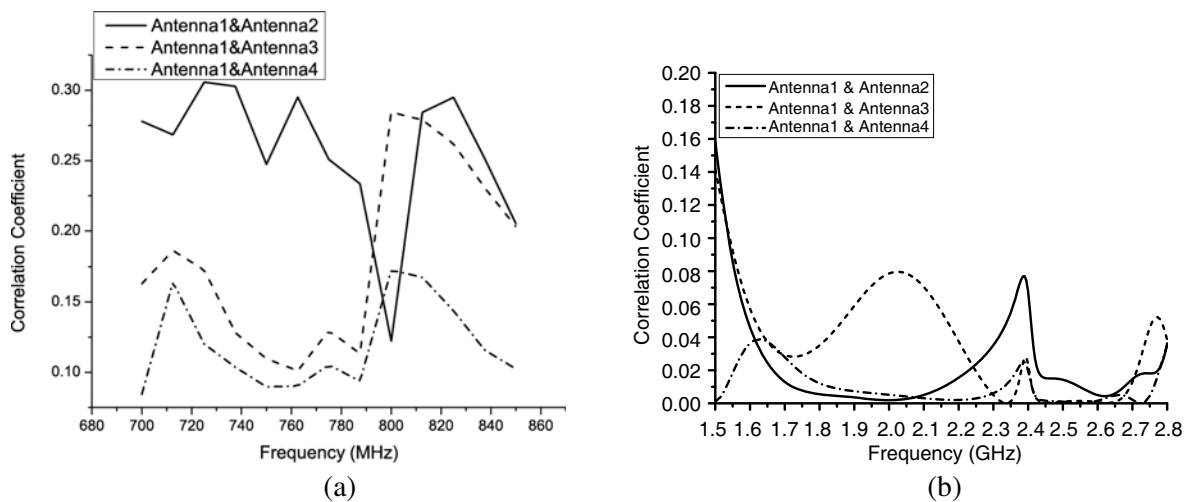 Antenna1&Antenna2
Antenna1&Antenna3
Antenna1&Antenna4
0.30
0.25
0.20
0.15
0.10
Correlation Coefficient
680 700 720 740 760 780 800 820 840 860
Frequency (MHz)
(a)
Antenna1 & Antenna2
Antenna1 & Antenna3
Antenna1 & Antenna4
0.20
0.18
0.16
0.14
0.12
0.10
0.08
0.06
0.04
0.02
0.00
Correlation Coefficient
1.5 1.6 1.7 1.8 1.9 2.0 2.1 2.2 2.3 2.4 2.5 2.6 2.7 2.8
Frequency (GHz)
(b)